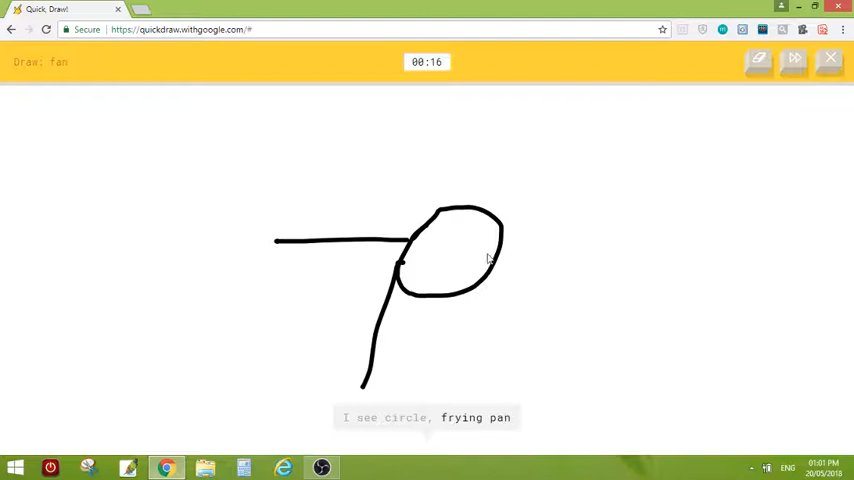 Quick, Draw!
Secure
https://quickdraw.withgoogle.com/#
Draw: fan
00:16
I see circle, frying pan
ENG
01:01 PM
20/05/2018